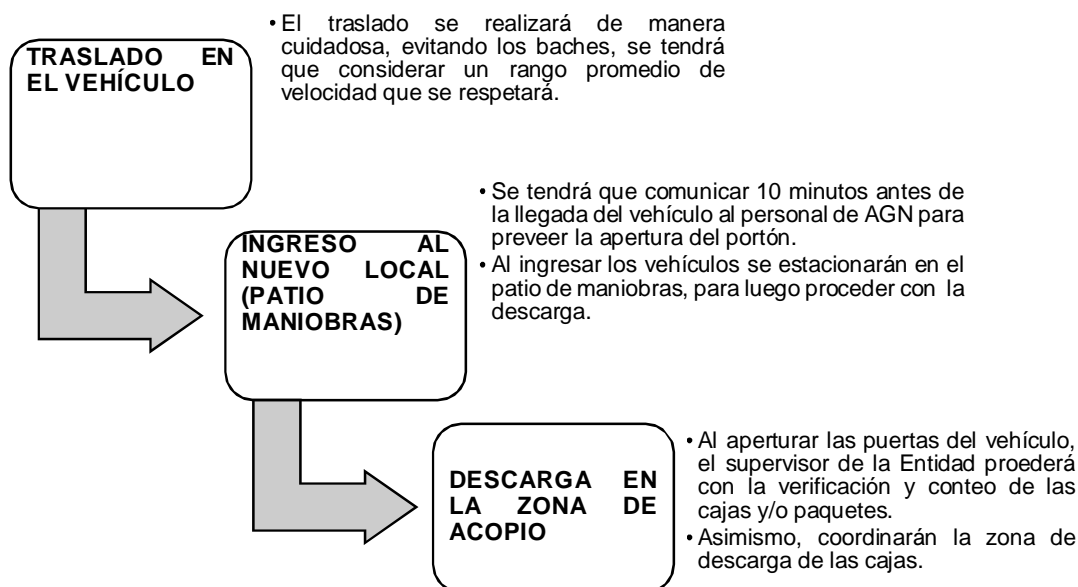 TRASLADO EN
EL VEHÍCULO
• El traslado se realizará de manera
cuidadosa, evitando los baches, se tendrá
que considerar un rango promedio de
velocidad que se respetará.
INGRESO AL
NUEVO LOCAL
(PATIO DE
MANIOBRAS)
• Se tendrá que comunicar 10 minutos antes de
la llegada del vehículo al personal de AGN para
preveer la apertura del portón.
• Al ingresar los vehículos se estacionarán en el
patio de maniobras, para luego proceder con la
descarga.
DESCARGA EN
LA ZONA DE
ACOPIO
• Al aperturar las puertas del vehículo,
el supervisor de la Entidad proederá
con la verificación y conteo de las
cajas y/o paquetes.
• Asimismo, coordinarán la zona de
descarga de las cajas.